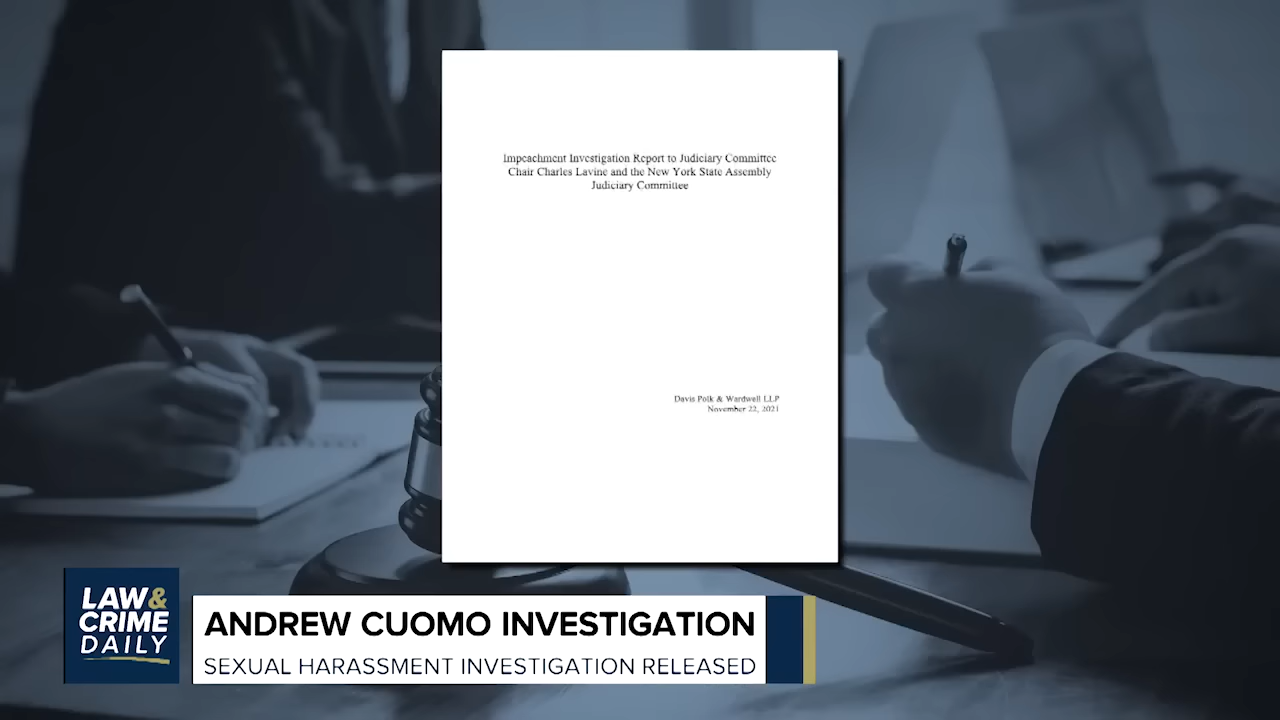 Impeachment Investigation Report to Judiciary Committee
Chair Charles Lavine and the New York State Assembly
Judiciary Committee
Davis Polk & Wardwell LLP
November 22, 2021
LAW&
CRIME
DAILY
ANDREW CUOMO INVESTIGATION
SEXUAL HARASSMENT INVESTIGATION RELEASED